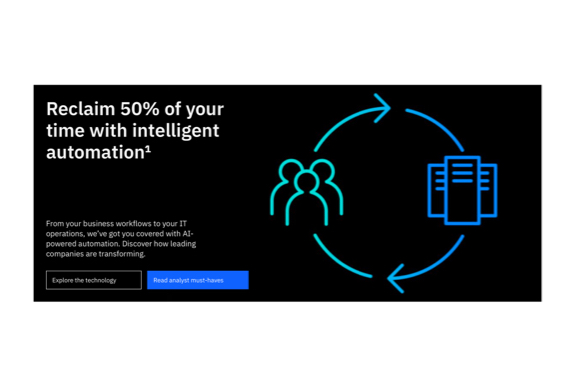 Reclaim 50% of your
time with intelligent
automation¹
From your business workflows to your IT
operations, we’ve got you covered with AI-
powered automation. Discover how leading
companies are transforming.
Explore the technology
Read analyst must-haves